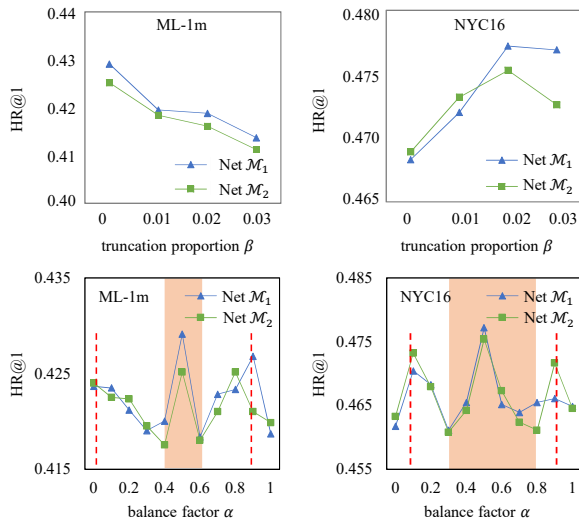 ML-1m
0.44
0.43
0.42
0.41
0.40
HR@1
Net ℳ₁
Net ℳ₂
0 0.01 0.02 0.03
truncation proportion β
NYC16
0.480
0.475
0.470
0.465
HR@1
Net ℳ₁
Net ℳ₂
0 0.01 0.02 0.03
truncation proportion β
0.435
0.425
0.415
HR@1
ML-1m
Net ℳ₁
Net ℳ₂
0 0.2 0.4 0.6 0.8 1
balance factor α
0.485
0.475
0.465
0.455
HR@1
NYC16
Net ℳ₁
Net ℳ₂
0 0.2 0.4 0.6 0.8 1
balance factor α